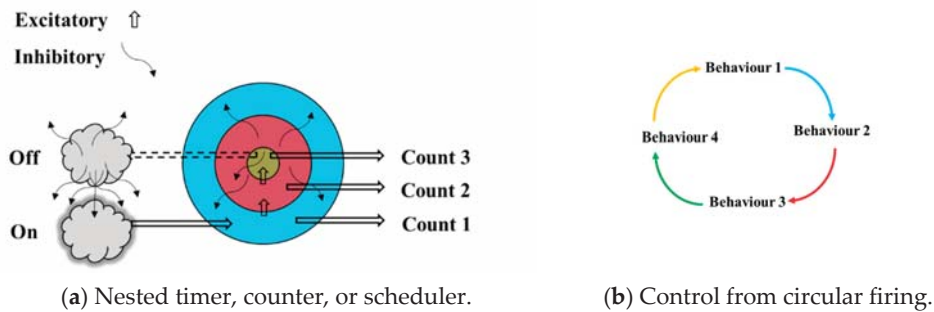 Excitatory
Inhibitory
Off
On
Count 3
Count 2
Count 1
(a) Nested timer, counter, or scheduler.
Behaviour 1
Behaviour 2
Behaviour 4
Behaviour 3
(b) Control from circular firing.